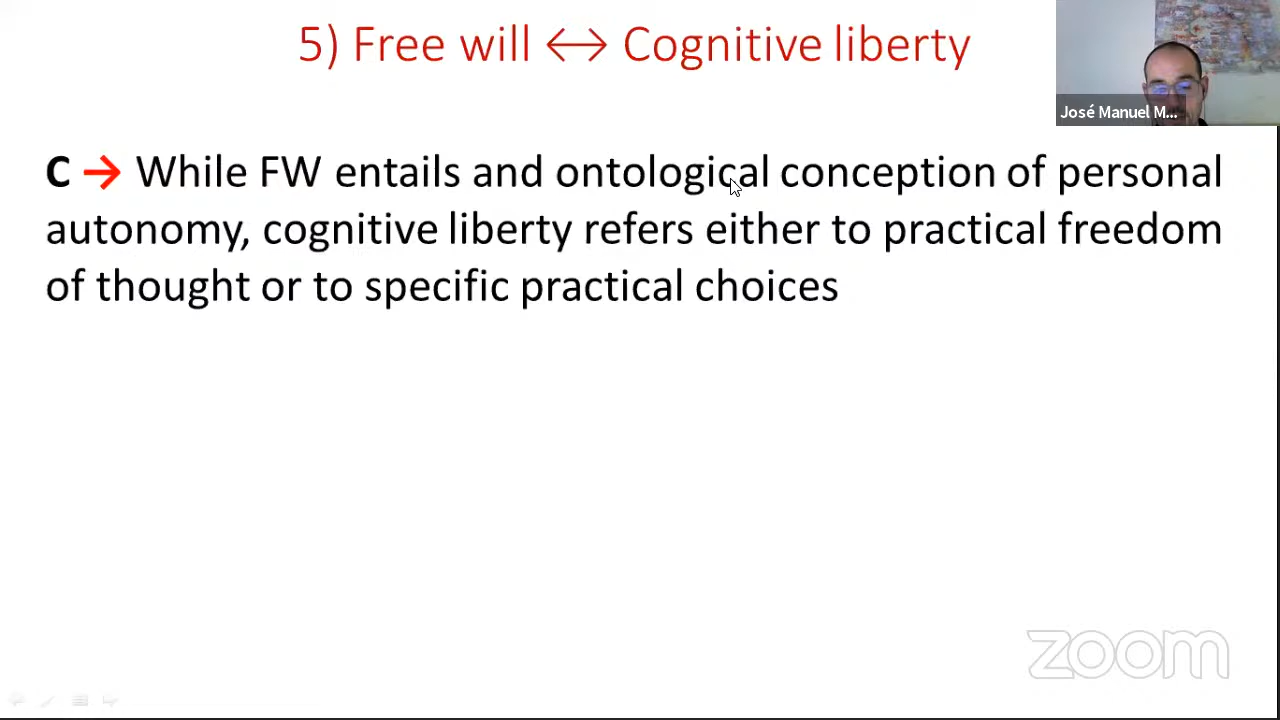 5) Free will ↔ Cognitive liberty
José Manuel M...
C → While FW entails and ontological conception of personal
autonomy, cognitive liberty refers either to practical freedom
of thought or to specific practical choices
zoom